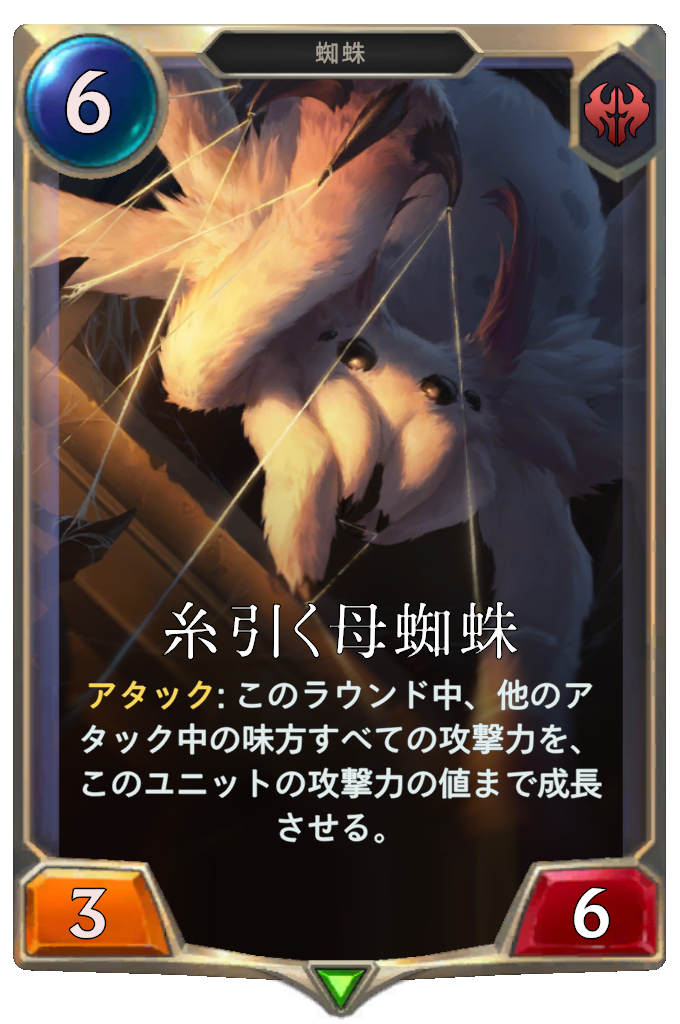 蜘蛛
6
糸引く母蜘蛛
アタック: このラウンド中、他のア
タック中の味方すべての攻撃力を、
このユニットの攻撃力の値まで成長
させる。
3
6